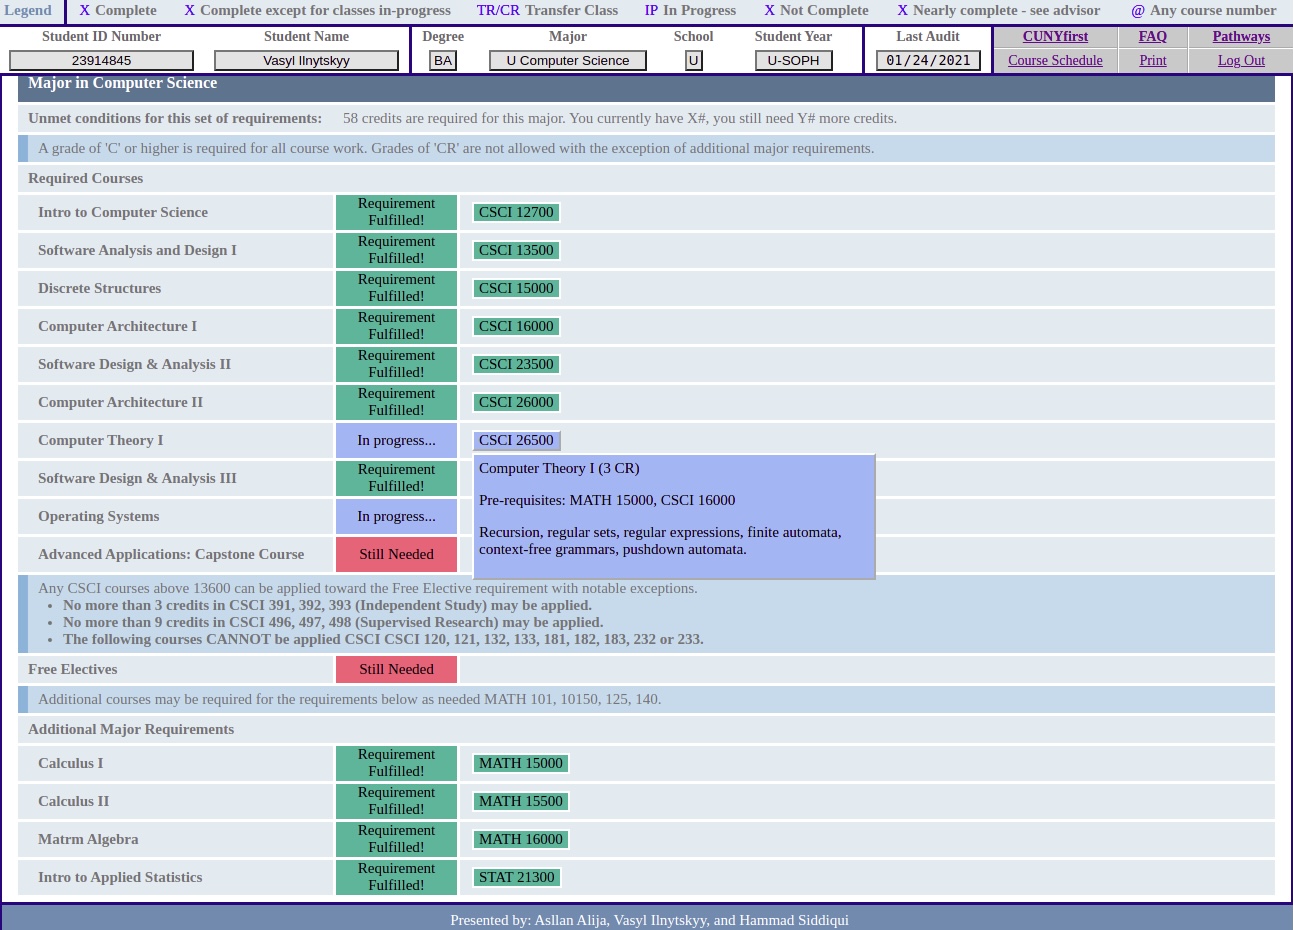 Legend X Complete X Complete except for classes in-progress TR/CR Transfer Class IP In Progress X Not Complete X Nearly complete - see advisor @ Any course number
Student ID Number Student Name Degree Major School Student Year Last Audit CUNYfirst FAQ Pathways
23914845 Vasyl Ilnytskyy BA U Computer Science U U-SOPH 01/24/2021 Course Schedule Print Log Out
Major in Computer Science
Unmet conditions for this set of requirements: 58 credits are required for this major. You currently have X#, you still need Y# more credits.
A grade of 'C' or higher is required for all course work. Grades of 'CR' are not allowed with the exception of additional major requirements.
Required Courses
Intro to Computer Science Requirement Fulfilled! CSCI 12700
Software Analysis and Design I Requirement Fulfilled! CSCI 13500
Discrete Structures Requirement Fulfilled! CSCI 15000
Computer Architecture I Requirement Fulfilled! CSCI 16000
Software Design & Analysis II Requirement Fulfilled! CSCI 23500
Computer Architecture II Requirement Fulfilled! CSCI 26000
Computer Theory I In progress... CSCI 26500
Computer Theory I (3 CR)
Pre-requisites: MATH 15000, CSCI 16000
Recursion, regular sets, regular expressions, finite automata,
context-free grammars, pushdown automata.
Software Design & Analysis III Requirement Fulfilled!
Operating Systems In progress...
Advanced Applications: Capstone Course Still Needed
Any CSCI courses above 13600 can be applied toward the Free Elective requirement with notable exceptions.
• No more than 3 credits in CSCI 391, 392, 393 (Independent Study) may be applied.
• No more than 9 credits in CSCI 496, 497, 498 (Supervised Research) may be applied.
• The following courses CANNOT be applied CSCI CSCI 120, 121, 132, 133, 181, 182, 183, 232 or 233.
Free Electives Still Needed
Additional courses may be required for the requirements below as needed MATH 101, 10150, 125, 140.
Additional Major Requirements
Calculus I Requirement Fulfilled! MATH 15000
Calculus II Requirement Fulfilled! MATH 15500
Matrm Algebra Requirement Fulfilled! MATH 16000
Intro to Applied Statistics Requirement Fulfilled! STAT 21300
Presented by: Asllan Alija, Vasyl Ilnytskyy, and Hammad Siddiqui